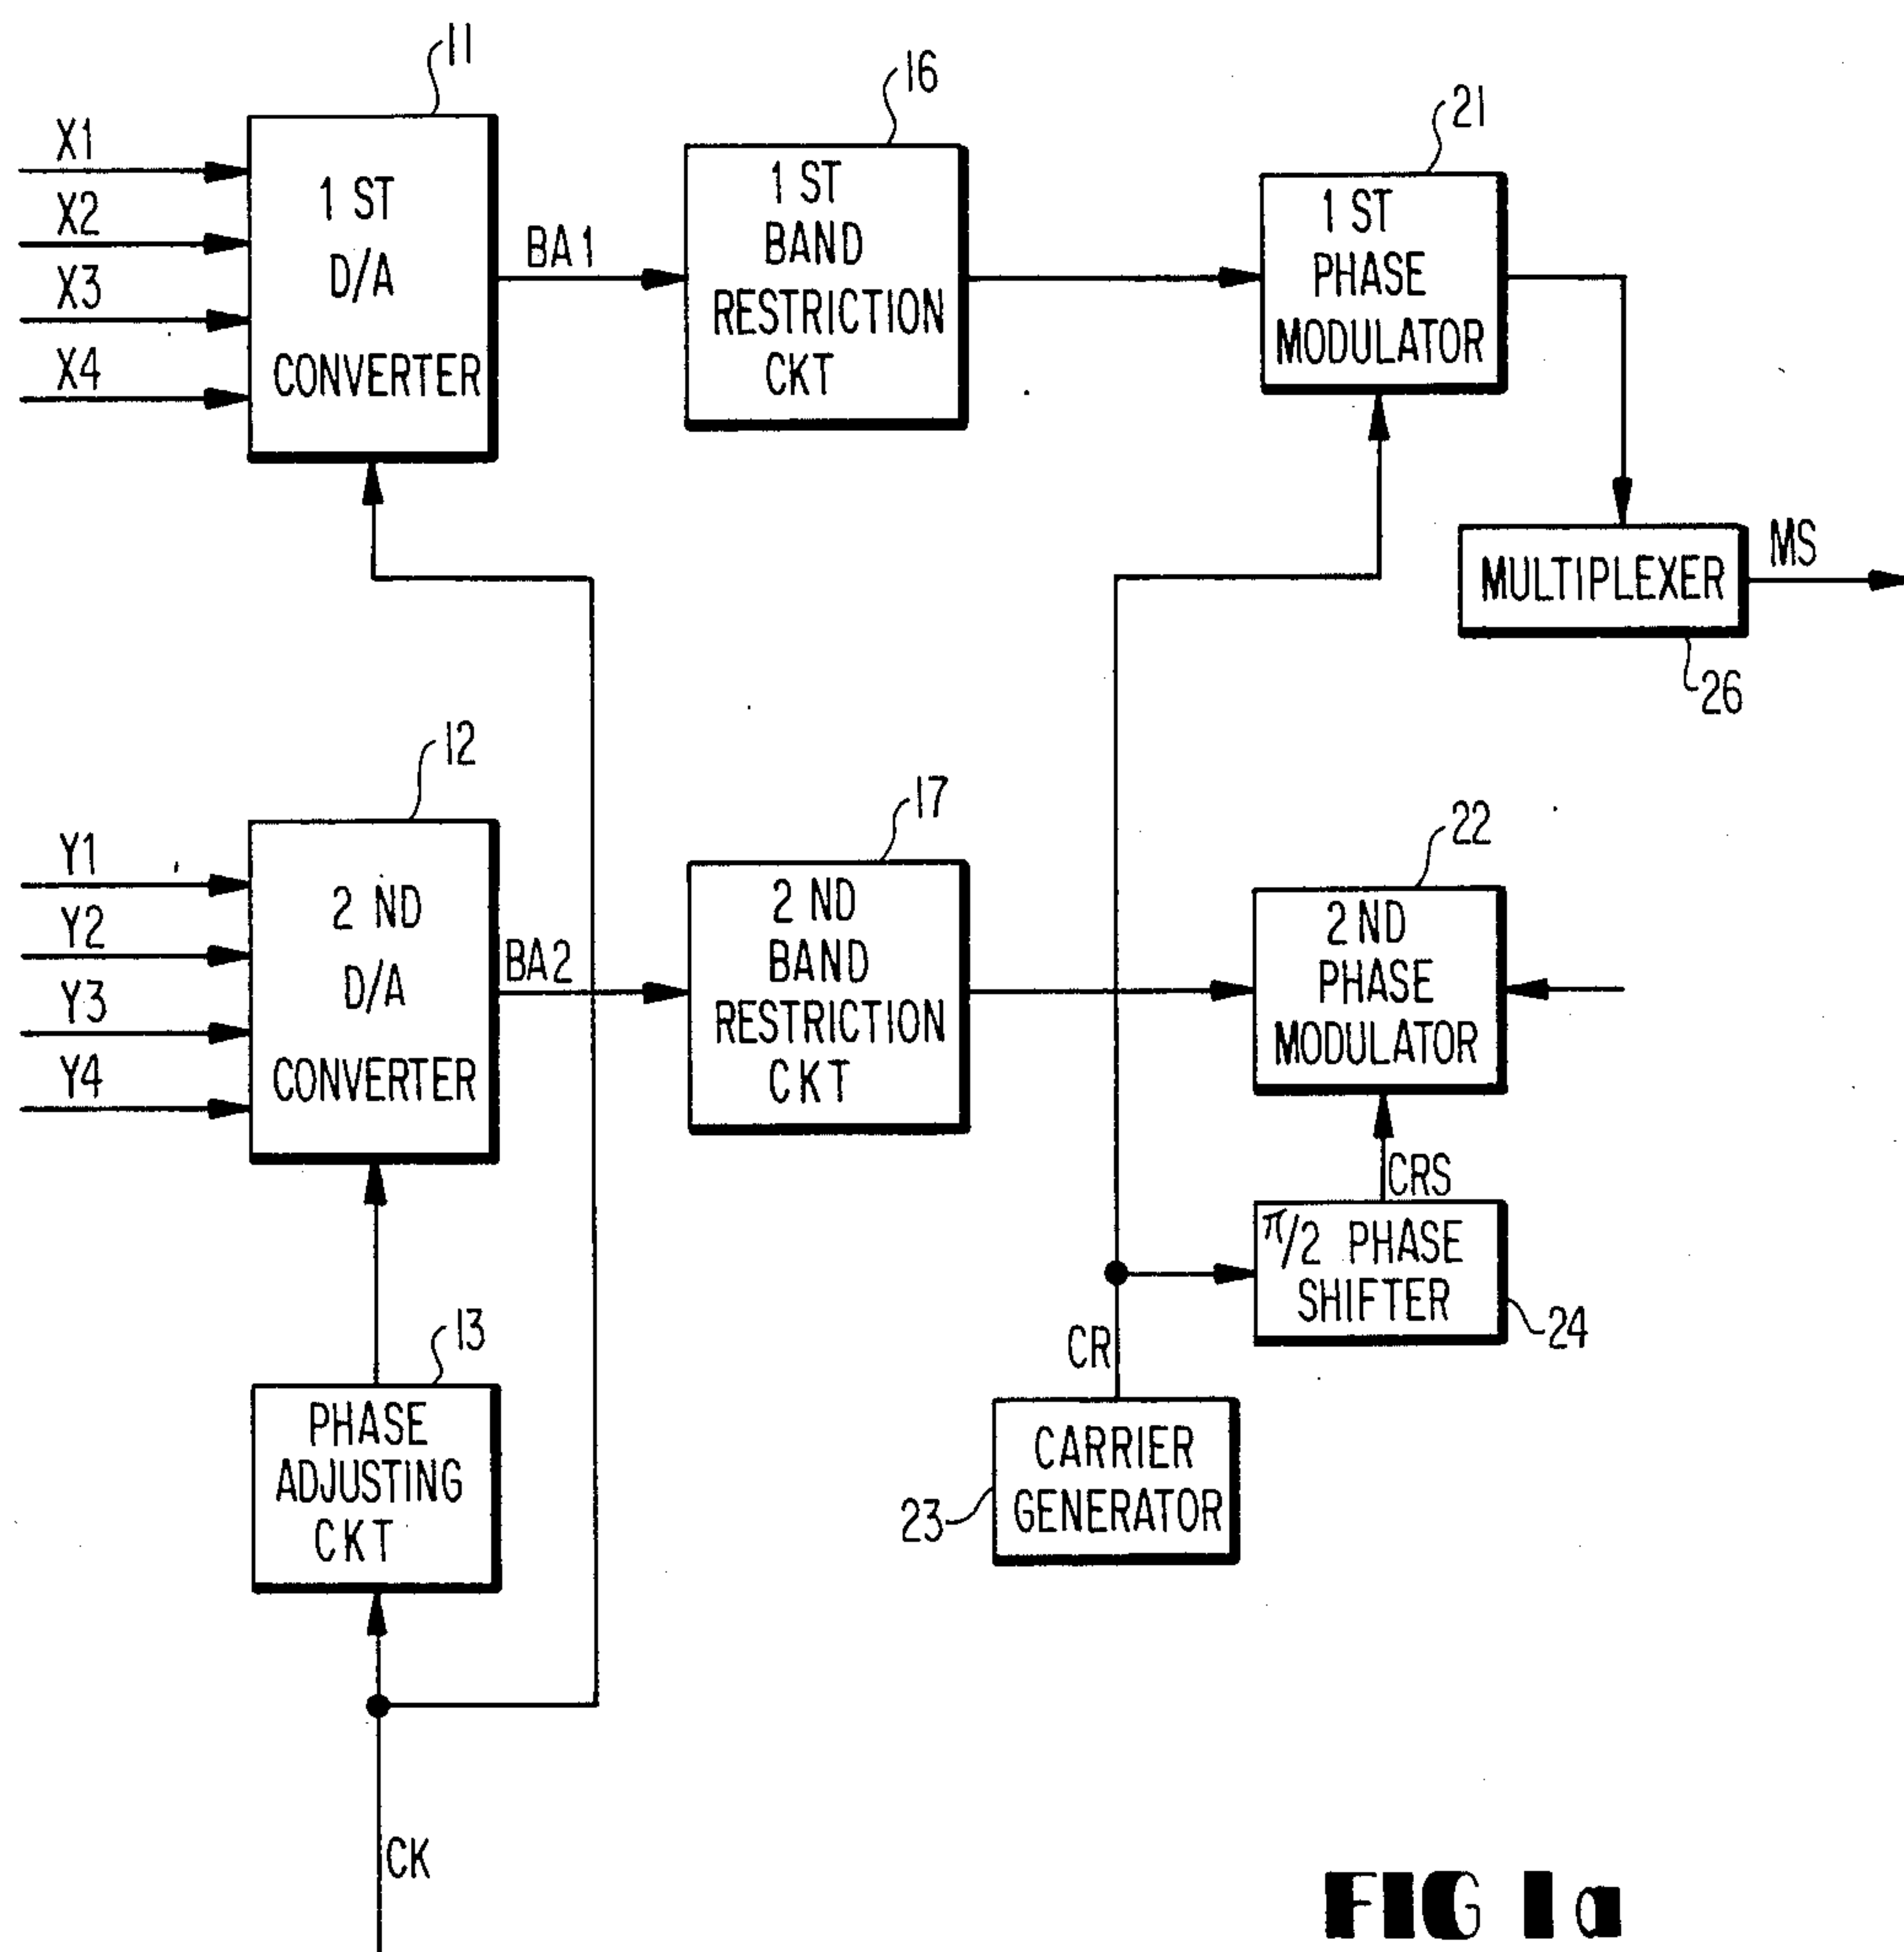 11
16
21
X1
X2
X3
X4
1 ST
D/A
CONVERTER
BA1
1 ST
BAND
RESTRICTION
CKT
1 ST
PHASE
MODULATOR
MULTIPLEXER
MS
26
12
17
22
Y1
Y2
Y3
Y4
2 ND
D/A
CONVERTER
BA2
2 ND
BAND
RESTRICTION
CKT
2 ND
PHASE
MODULATOR
CRS
π/2 PHASE
SHIFTER
24
13
CR
PHASE
ADJUSTING
CKT
CARRIER
GENERATOR
23
CK
FIG 1a